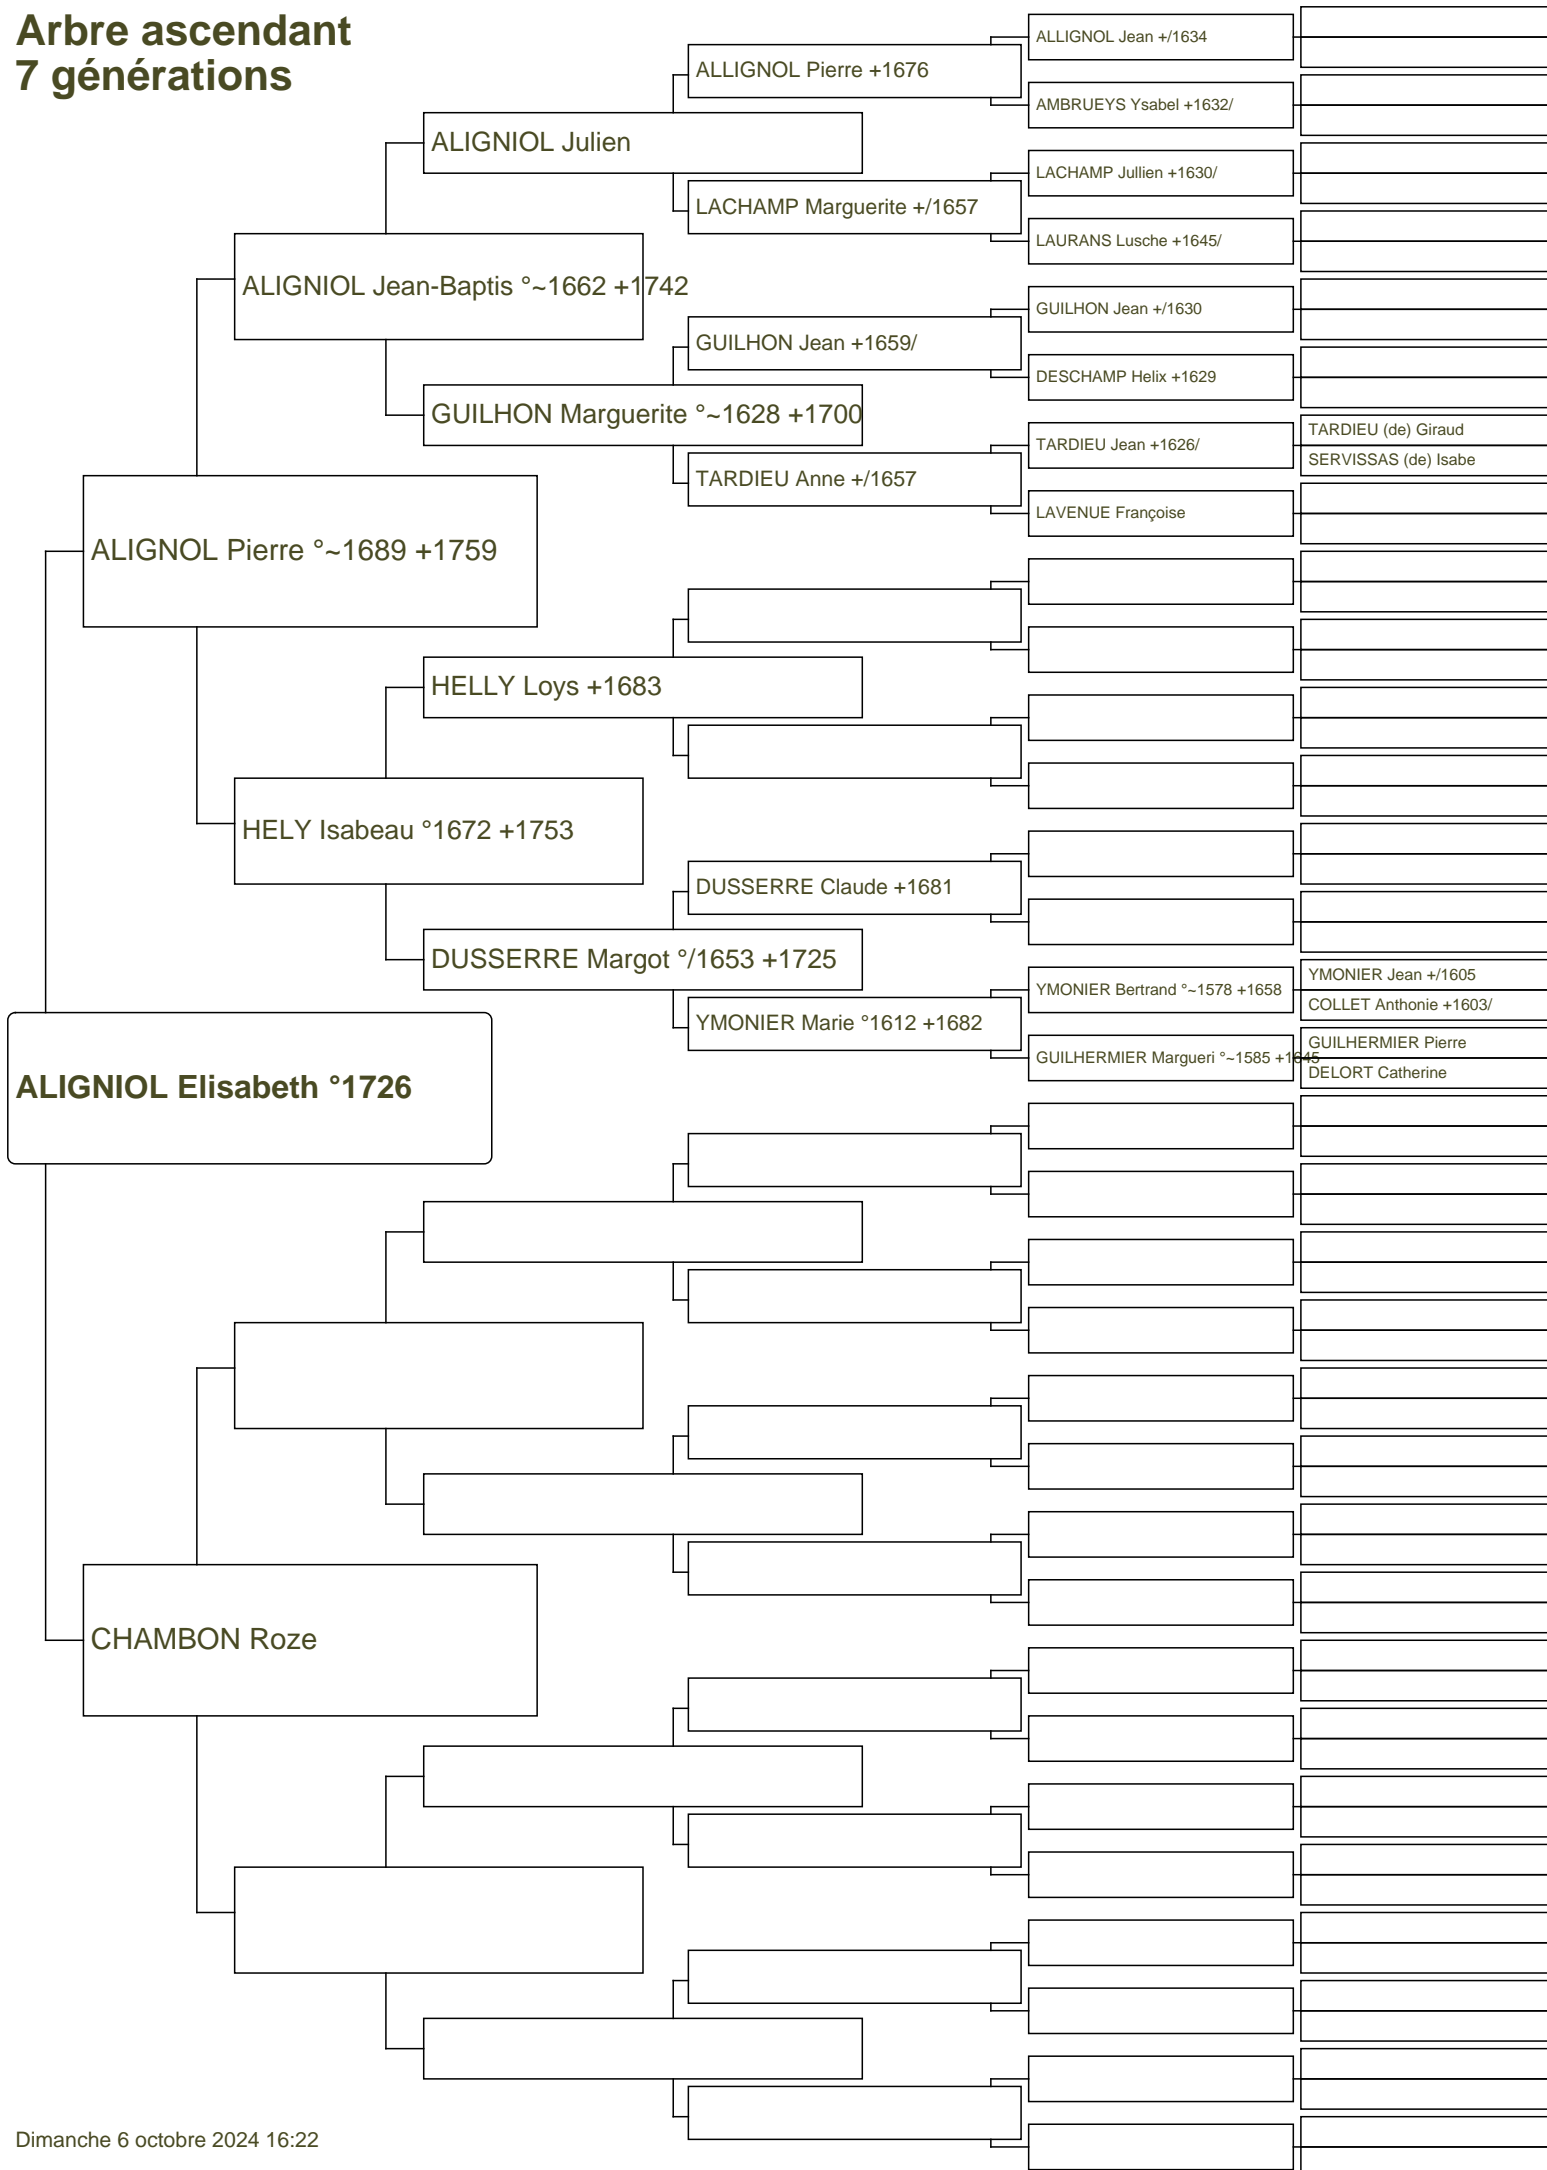 Arbre ascendant
7 générations
ALLIGNOL Jean +/1634
ALLIGNOL Pierre +1676
AMBRUEYS Ysabel +1632/
ALIGNIOL Julien
LACHAMP Jullien +1630/
LACHAMP Marguerite +/1657
LAURANS Lusche +1645/
ALIGNIOL Jean-Baptis °~1662 +1742
GUILHON Jean +/1630
GUILHON Jean +1659/
DESCHAMP Helix +1629
GUILHON Marguerite °~1628 +1700
TARDIEU (de) Giraud
TARDIEU Jean +1626/
SERVISSAS (de) Isabe
TARDIEU Anne +/1657
LAVENUE Françoise
ALIGNOL Pierre °~1689 +1759
HELLY Loys +1683
HELY Isabeau °1672 +1753
DUSSERRE Claude +1681
DUSSERRE Margot °/1653 +1725
YMONIER Jean +/1605
YMONIER Bertrand °~1578 +1658
COLLET Anthonie +1603/
YMONIER Marie °1612 +1682
GUILHERMIER Pierre
GUILHERMIER Margueri °~1585 +1645
DELORT Catherine
ALIGNIOL Elisabeth °1726
CHAMBON Roze
Dimanche 6 octobre 2024 16:22